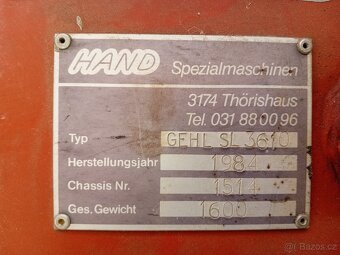 HAND Spezialmaschinen
3174 Thörishaus
Tel. 031 88 00 96
Typ GEHL SL 3610
Herstellungsjahr 1984
Chassis Nr. 1514
Ges. Gewicht 1600
Bazos.cz